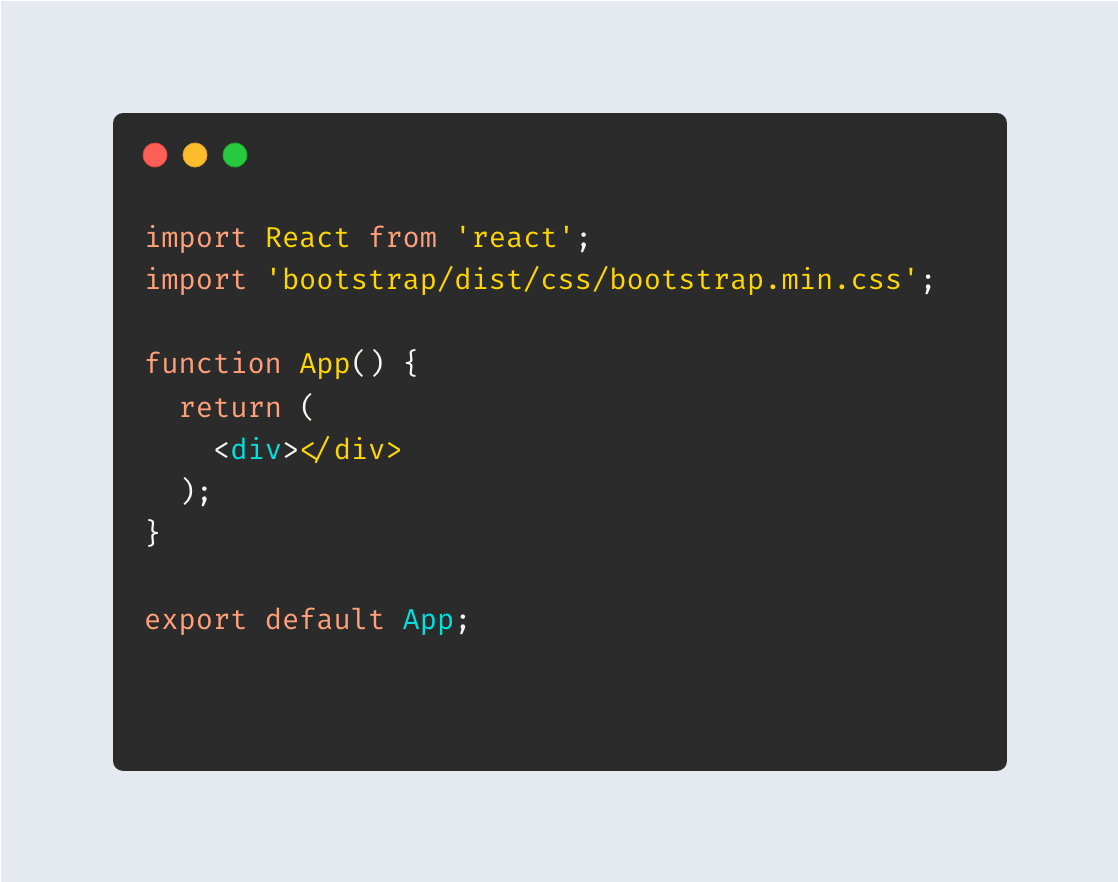 import React from 'react';
import 'bootstrap/dist/css/bootstrap.min.css';

function App() {
  return (
    <div></div>
  );
}

export default App;